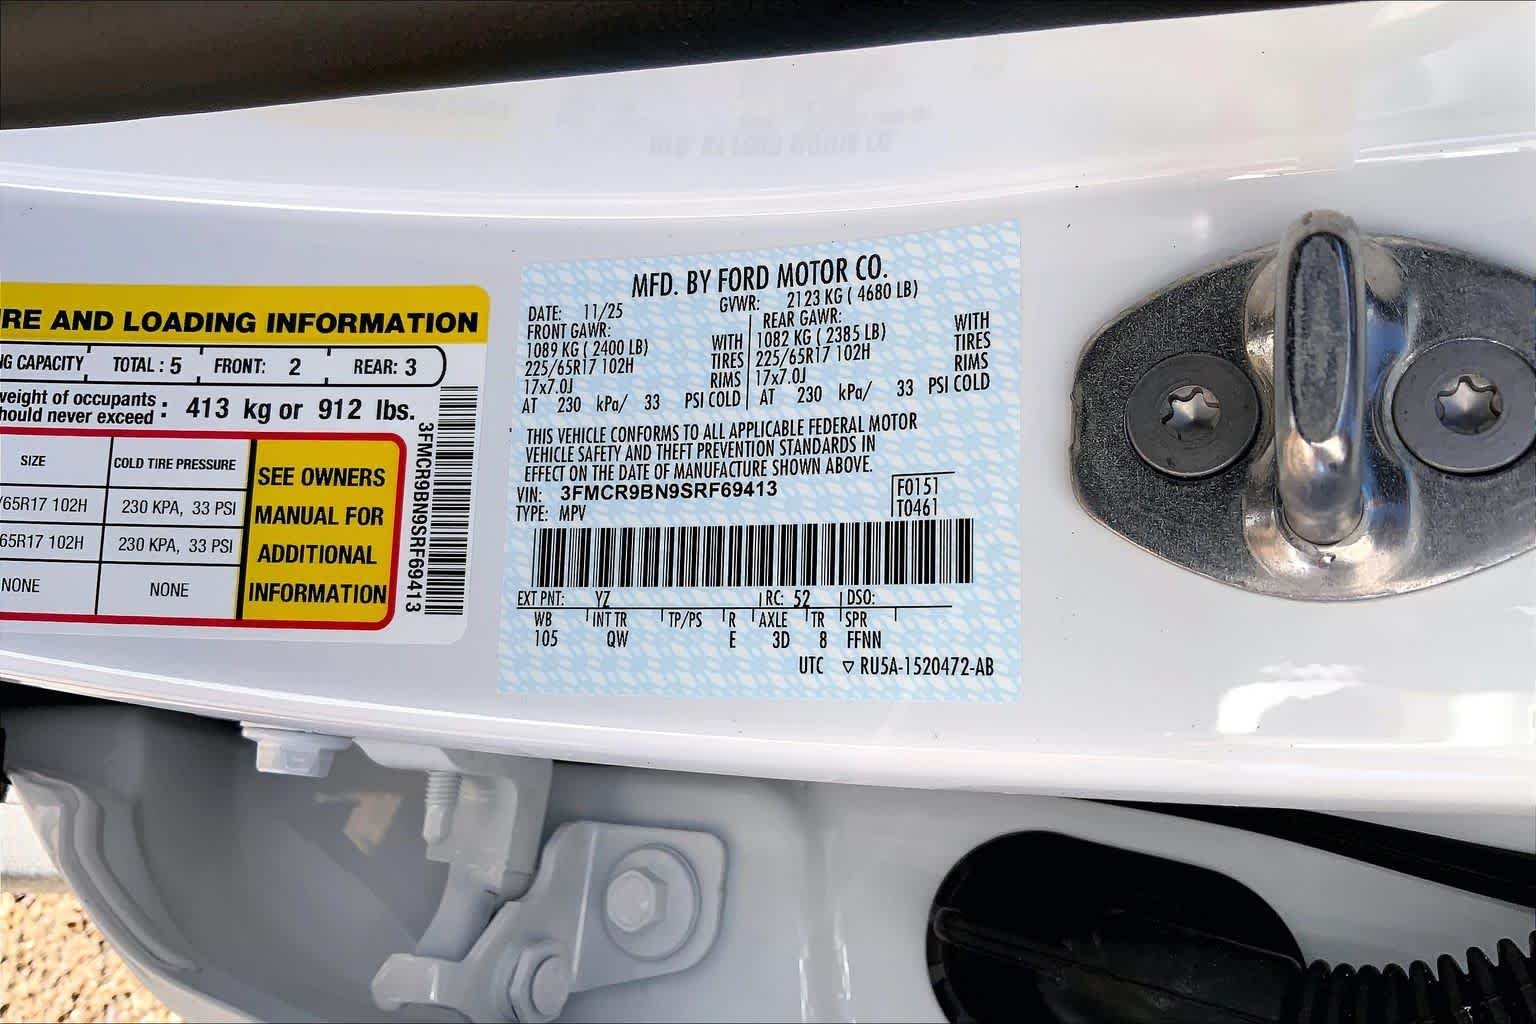 RE AND LOADING INFORMATION
NG CAPACITY TOTAL : 5 FRONT: 2 REAR: 3
weight of occupants
hould never exceed : 413 kg or 912 lbs.
SIZE COLD TIRE PRESSURE
/65R17 102H 230 KPA, 33 PSI
65R17 102H 230 KPA, 33 PSI
NONE NONE
SEE OWNERS
MANUAL FOR
ADDITIONAL
INFORMATION
3FMCR9BN9SRF69413
MFD. BY FORD MOTOR CO.
DATE: 11/25 GVWR: 2123 KG ( 4680 LB)
FRONT GAWR: REAR GAWR:
1089 KG ( 2400 LB) WITH 1082 KG ( 2385 LB) WITH
225/65R17 102H TIRES 225/65R17 102H TIRES
17x7.0J RIMS 17x7.0J RIMS
AT 230 kPa/ 33 PSI COLD AT 230 kPa/ 33 PSI COLD
THIS VEHICLE CONFORMS TO ALL APPLICABLE FEDERAL MOTOR
VEHICLE SAFETY AND THEFT PREVENTION STANDARDS IN
EFFECT ON THE DATE OF MANUFACTURE SHOWN ABOVE.
VIN: 3FMCR9BN9SRF69413 F0151
TYPE: MPV T0461
EXT PNT: YZ RC: 52 DSO:
WB INT TR TP/PS R AXLE TR SPR
105 QW E 3D 8 FFNN
UTC ▽ RU5A-1520472-AB